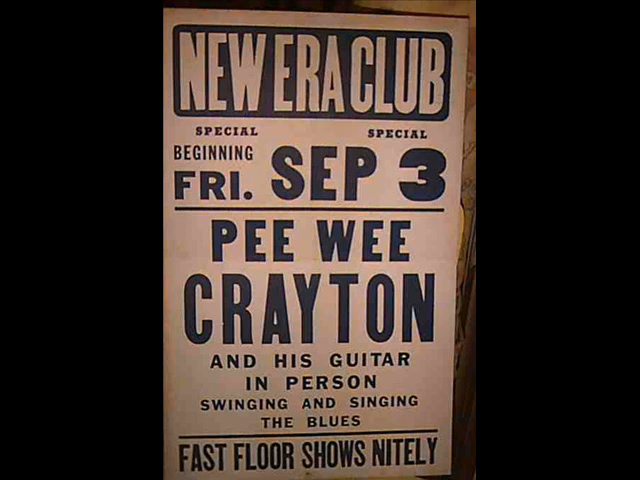 NEW ERA CLUB
SPECIAL SPECIAL
BEGINNING
FRI. SEP 3
PEE WEE
CRAYTON
AND HIS GUITAR
IN PERSON
SWINGING AND SINGING
THE BLUES
FAST FLOOR SHOWS NITELY